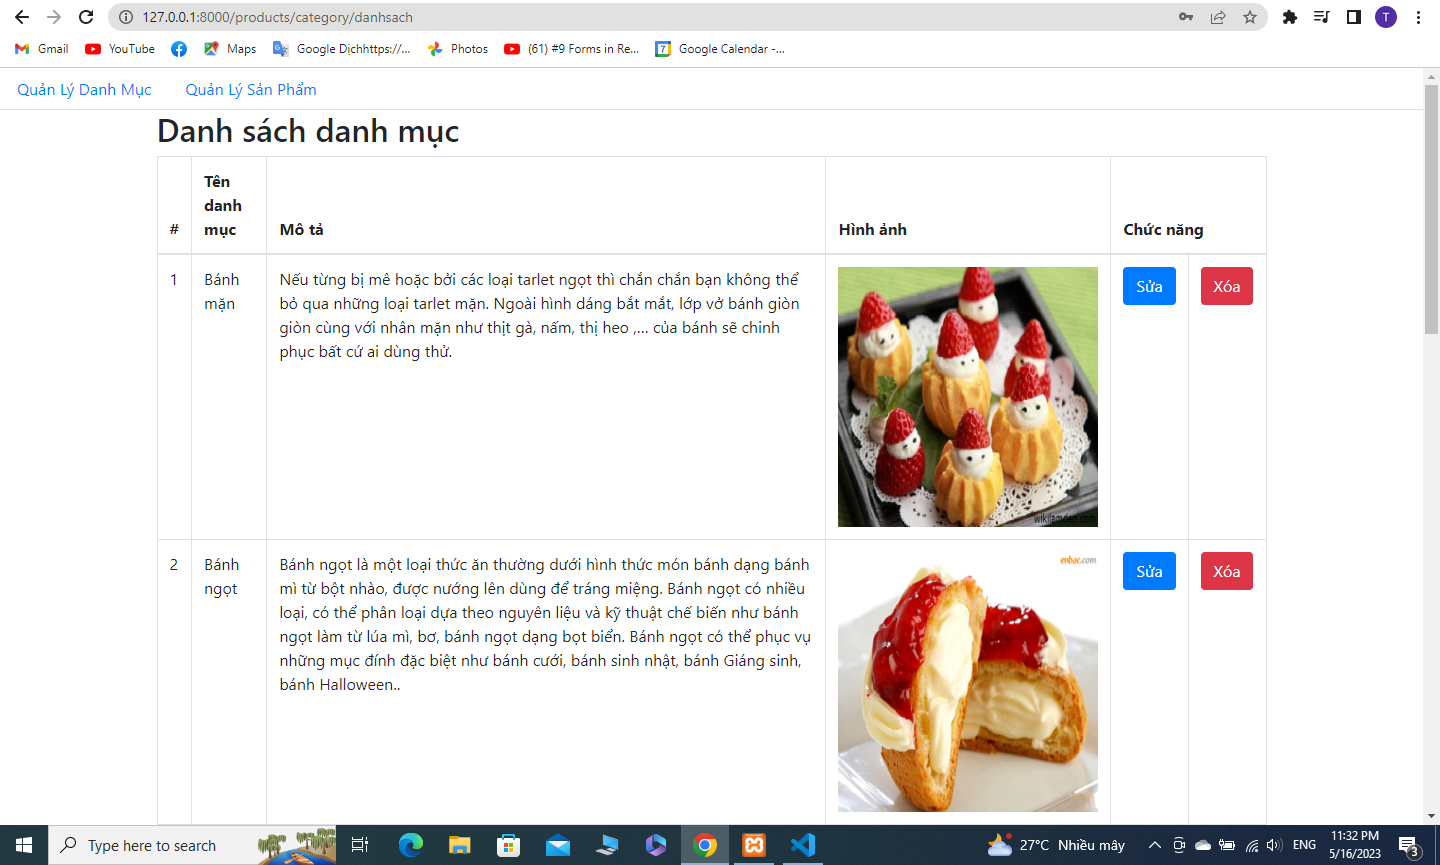 127.0.0.1:8000/products/category/danhsach
T
Gmail
YouTube
Maps
Google Dịchhttps://...
Photos
(61) #9 Forms in Re...
7
Google Calendar -...
Quản Lý Danh Mục
Quản Lý Sản Phẩm
Danh sách danh mục
# Tên danh mục Mô tả Hình ảnh Chức năng
1 Bánh mặn
Nếu từng bị mê hoặc bởi các loại tarlet ngọt thì chắn chắn bạn không thể
bỏ qua những loại tarlet mặn. Ngoài hình dáng bắt mắt, lớp vở bánh giòn
giòn cùng với nhân mặn như thịt gà, nấm, thị heo ,... của bánh sẽ chinh
phục bất cứ ai dùng thử.
wikilamdep.com
Sửa Xóa
2 Bánh ngọt
Bánh ngọt là một loại thức ăn thường dưới hình thức món bánh dạng bánh
mì từ bột nhào, được nướng lên dùng để tráng miệng. Bánh ngọt có nhiều
loại, có thể phân loại dựa theo nguyên liệu và kỹ thuật chế biến như bánh
ngọt làm từ lúa mì, bơ, bánh ngọt dạng bọt biển. Bánh ngọt có thể phục vụ
những mục đính đặc biệt như bánh cưới, bánh sinh nhật, bánh Giáng sinh,
bánh Halloween..
enbac.com
Sửa Xóa
Type here to search
27°C Nhiều mây
ENG
11:32 PM
5/16/2023
3